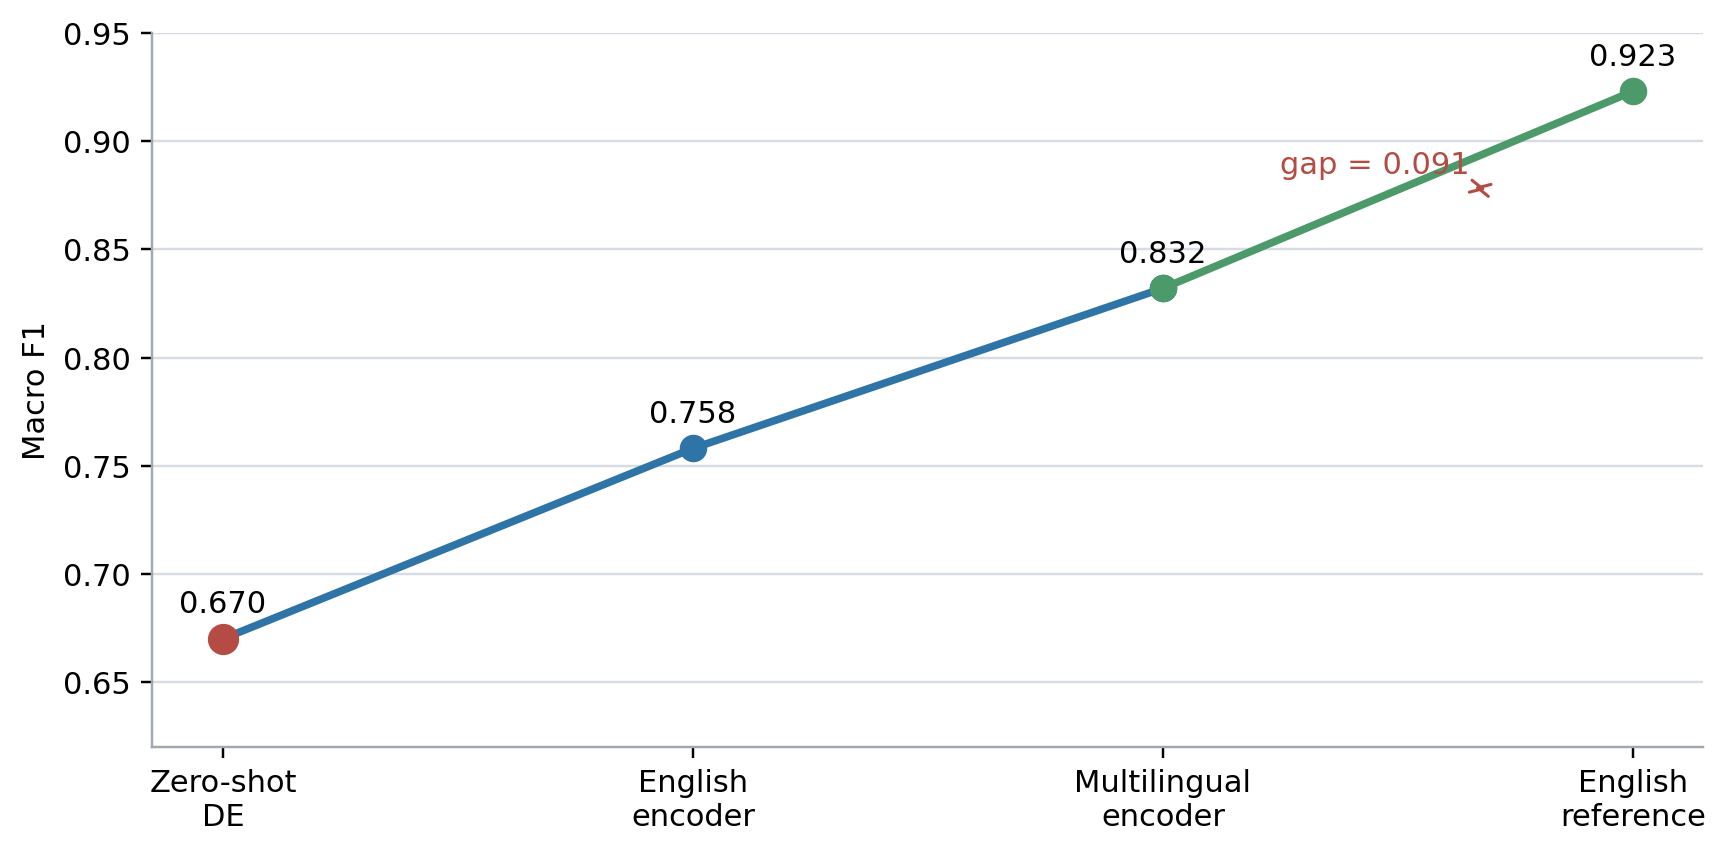 0.95
0.923
0.90
gap = 0.091
0.85
0.832
0.80
Macro F1
0.758
0.75
0.70
0.670
0.65
Zero-shot
DE
English
encoder
Multilingual
encoder
English
reference